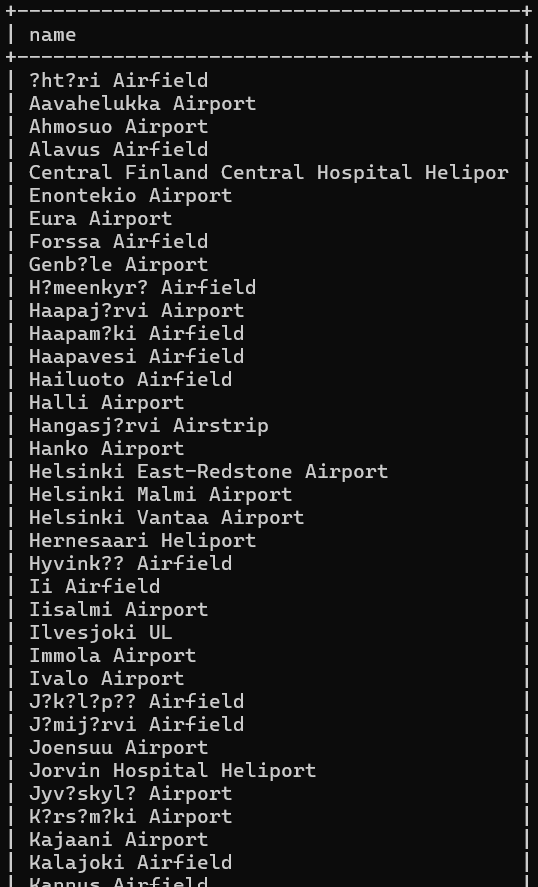 name
?ht?ri Airfield
Aavahelukka Airport
Ahmosuo Airport
Alavus Airfield
Central Finland Central Hospital Helipor
Enontekio Airport
Eura Airport
Forssa Airfield
Genb?le Airport
H?meenkyr? Airfield
Haapaj?rvi Airport
Haapam?ki Airfield
Haapavesi Airfield
Hailuoto Airfield
Halli Airport
Hangasj?rvi Airstrip
Hanko Airport
Helsinki East-Redstone Airport
Helsinki Malmi Airport
Helsinki Vantaa Airport
Hernesaari Heliport
Hyvink?? Airfield
Ii Airfield
Iisalmi Airport
Ilvesjoki UL
Immola Airport
Ivalo Airport
J?k?l?p?? Airfield
J?mij?rvi Airfield
Joensuu Airport
Jorvin Hospital Heliport
Jyv?skyl? Airport
K?rs?m?ki Airport
Kajaani Airport
Kalajoki Airfield
Kannus Airfield